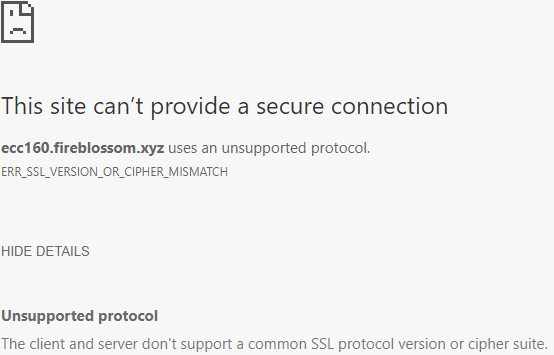 This site can’t provide a secure connection
ecc160.fireblossom.xyz uses an unsupported protocol.
ERR_SSL_VERSION_OR_CIPHER_MISMATCH
HIDE DETAILS
Unsupported protocol
The client and server don't support a common SSL protocol version or cipher suite.